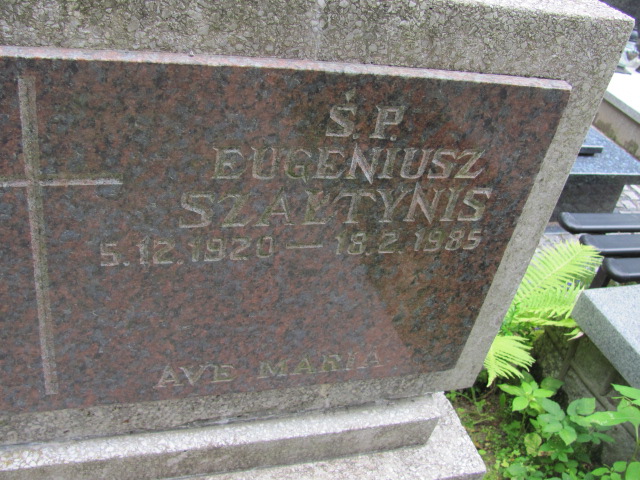 Ś.P.
EUGENIUSZ
SZAŁTYNIS
5.12.1920 — 18.2.1985
AVE MARIA